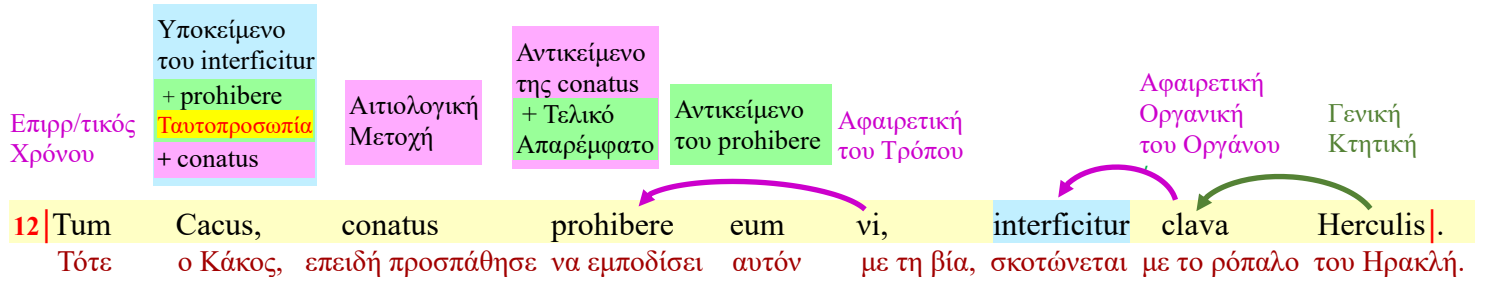 Επιρρ/τικός
Χρόνου
Υποκείμενο
του interficitur
+ prohibere
Ταυτοπροσωπία
+ conatus
Αιτιολογική
Μετοχή
Αντικείμενο
της conatus
+ Τελικό
Απαρέμφατο
Αντικείμενο
του prohibere
Αφαιρετική
του Τρόπου
Αφαιρετική
Οργανική
του Οργάνου
Γενική
Κτητική
12|Tum Cacus, conatus prohibere eum vi, interficitur clava Herculis|.
Τότε ο Κάκος, επειδή προσπάθησε να εμποδίσει αυτόν με τη βία, σκοτώνεται με το ρόπαλο του Ηρακλή.